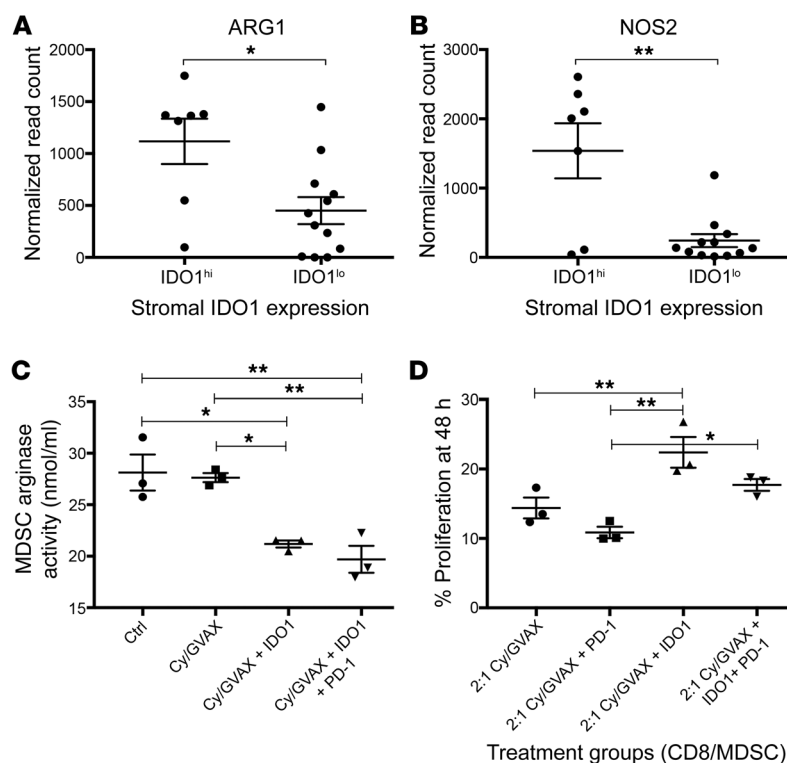 A
ARG1
*
Normalized read count
2000
1500
1000
500
0
IDO1hi
IDO1lo
Stromal IDO1 expression
B
NOS2
**
Normalized read count
3000
2000
1000
0
IDO1hi
IDO1lo
Stromal IDO1 expression
C
**
**
*
*
MDSC arginase
activity (nmol/ml)
35
30
25
20
15
Ctrl
Cy/GVAX
Cy/GVAX + IDO1
Cy/GVAX + IDO1
+ PD-1
D
**
**
*
% Proliferation at 48 h
30
20
10
0
2:1 Cy/GVAX
2:1 Cy/GVAX + PD-1
2:1 Cy/GVAX + IDO1
2:1 Cy/GVAX +
IDO1+ PD-1
Treatment groups (CD8/MDSC)